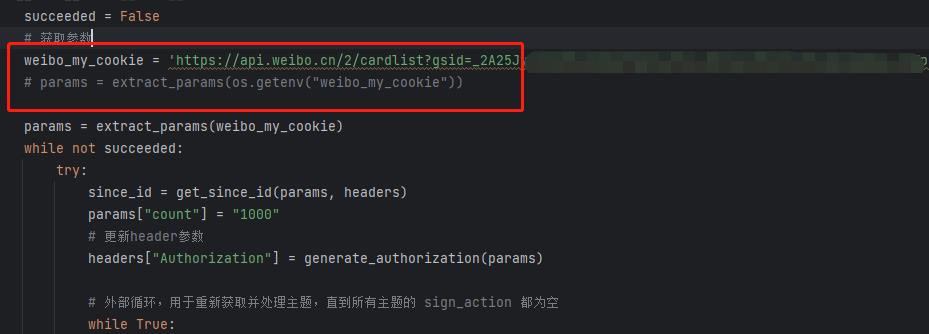 succeeded = False
# 获取参数
weibo_my_cookie = 'https://api.weibo.cn/2/cardlist?gsid=_2A25J
# params = extract_params(os.getenv("weibo_my_cookie"))
params = extract_params(weibo_my_cookie)
while not succeeded:
try:
since_id = get_since_id(params, headers)
params["count"] = "1000"
# 更新header参数
headers["Authorization"] = generate_authorization(params)
# 外部循环，用于重新获取并处理主题，直到所有主题的 sign_action 都为空
while True: